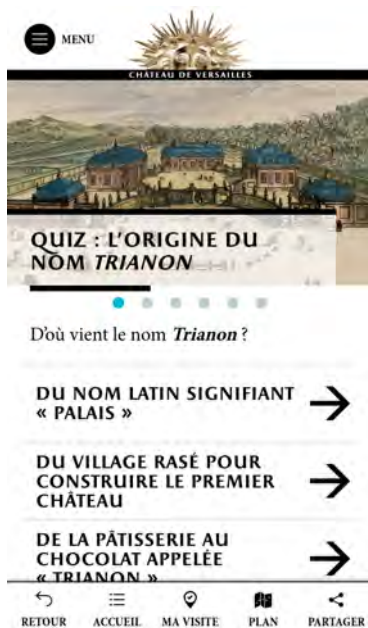 MENU
CHÂTEAU DE VERSAILLES
QUIZ : L'ORIGINE DU
NOM TRIANON
D'où vient le nom Trianon ?
DU NOM LATIN SIGNIFIANT
« PALAIS »
DU VILLAGE RASÉ POUR
CONSTRUIRE LE PREMIER
CHÂTEAU
DE LA PÂTISSERIE AU
CHOCOLAT APPELÉE
« TRIANON »
RETOUR ACCUEIL MA VISITE PLAN PARTAGER